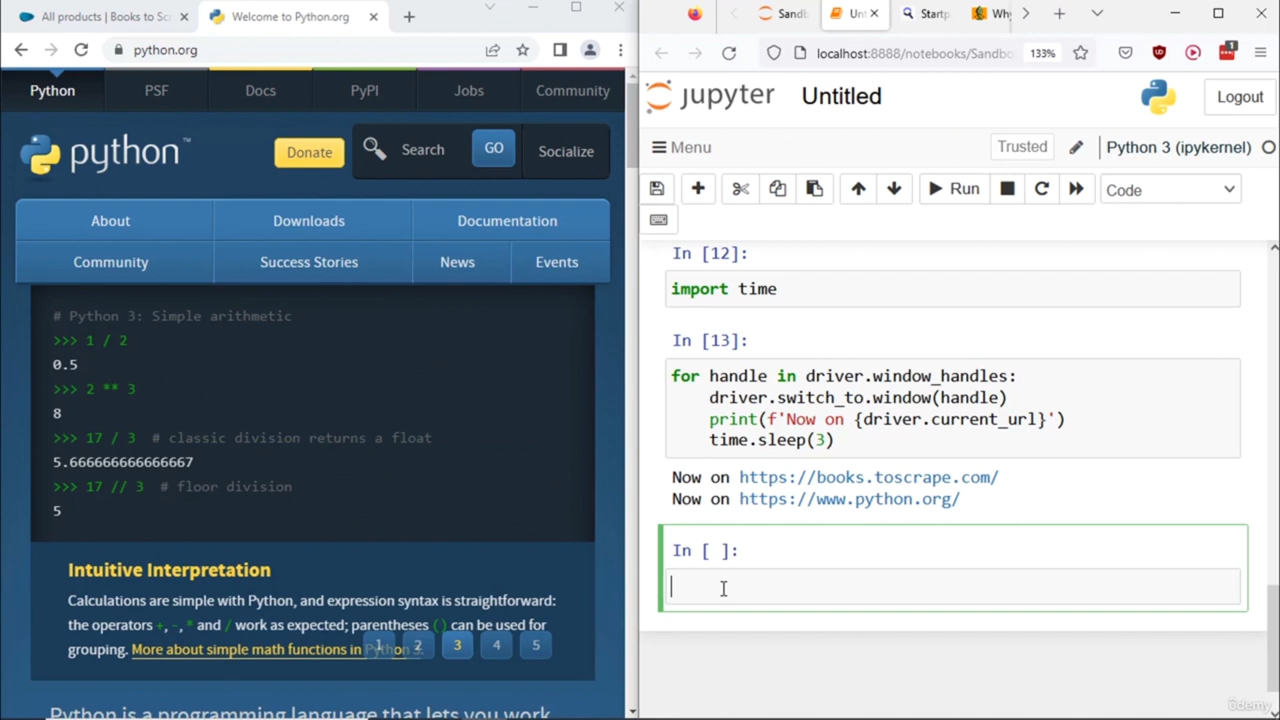 All products | Books to Scr
Welcome to Python.org
python.org
Python
PSF
Docs
PyPI
Jobs
Community
python™
Donate
Search
GO
Socialize
About
Downloads
Documentation
Community
Success Stories
News
Events
# Python 3: Simple arithmetic
>>> 1 / 2
0.5
>>> 2 ** 3
8
>>> 17 / 3  # classic division returns a float
5.666666666666667
>>> 17 // 3  # floor division
5
Intuitive Interpretation
Calculations are simple with Python, and expression syntax is straightforward:
the operators +, -, * and / work as expected; parentheses () can be used for
grouping. More about simple math functions in Python 3.
1 2 3 4 5
Python is a programming language that lets you work
Sandb
Unt
Startp
Why
localhost:8888/notebooks/Sandbo
133%
1
jupyter
Untitled
Logout
Menu
Trusted
Python 3 (ipykernel)
Run
Code
In [12]:
import time
In [13]:
for handle in driver.window_handles:
    driver.switch_to.window(handle)
    print(f'Now on {driver.current_url}')
    time.sleep(3)
Now on https://books.toscrape.com/
Now on https://www.python.org/
In [ ]:
ûdemy